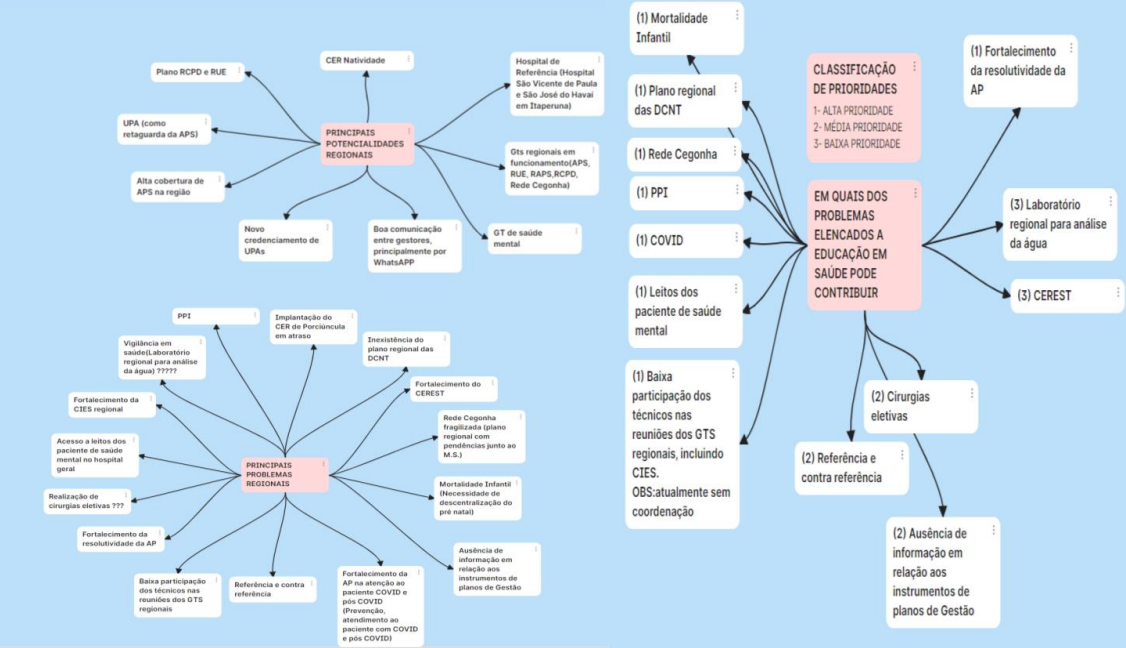 PRINCIPAIS
POTENCIALIDADES
REGIONAIS
Plano RCPD e RUE
CER Natividade
Hospital de
Referência (Hospital
São Vicente de Paula
e São José do Havaí
em Itaperuna)
UPA (como
retaguarda da APS)
Gts regionais em
funcionamento(APS,
RUE, RAPS,RCPD,
Rede Cegonha)
Alta cobertura de
APS na região
Novo
credenciamento de
UPAs
Boa comunicação
entre gestores,
principalmente por
WhatsAPP
GT de saúde
mental
PRINCIPAIS
PROBLEMAS
REGIONAIS
PPI
Implantação do
CER de Porciúncula
em atraso
Vigilância em
saúde(Laboratório
regional para análise
da água) ?????
Inexistência do
plano regional das
DCNT
Fortalecimento da
CIES regional
Fortalecimento do
CEREST
Acesso a leitos dos
paciente de saúde
mental no hospital
geral
Rede Cegonha
fragilizada (plano
regional com
pendências junto ao
M.S.)
Realização de
cirurgias eletivas ???
Mortalidade Infantil
(Necessidade de
descentralização do
pré natal)
Fortalecimento da
resolutividade da AP
Ausência de
informação em
relação aos
instrumentos de
planos de Gestão
Baixa participação
dos técnicos nas
reuniões dos GTS
regionais
Referência e contra
referência
Fortalecimento da
AP na atenção ao
paciente COVID e
pós COVID
(Prevenção,
atendimento ao
paciente com COVID
e pós COVID)
CLASSIFICAÇÃO
DE PRIORIDADES
1- ALTA PRIORIDADE
2- MÉDIA PRIORIDADE
3- BAIXA PRIORIDADE
EM QUAIS DOS
PROBLEMAS
ELENCADOS A
EDUCAÇÃO EM
SAÚDE PODE
CONTRIBUIR
(1) Mortalidade
Infantil
(1) Plano regional
das DCNT
(1) Rede Cegonha
(1) PPI
(1) COVID
(1) Leitos dos
paciente de saúde
mental
(1) Baixa
participação dos
técnicos nas
reuniões dos GTS
regionais, incluindo
CIES.
OBS:atualmente sem
coordenação
(1) Fortalecimento
da resolutividade da
AP
(3) Laboratório
regional para análise
da água
(3) CEREST
(2) Cirurgias
eletivas
(2) Referência e
contra referência
(2) Ausência de
informação em
relação aos
instrumentos de
planos de Gestão